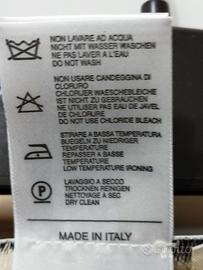 NON LAVARE AD ACQUA
NICHT MIT WASSER WASCHEN
NE PAS LAVER A L'EAU
DO NOT WASH
NON USARE CANDEGGINA DI
CLORURO
CHLORUER WAESCHEBLEICHE
IST NICHT ZU GEBRAUCHEN
NE UTILISER PAS EAU DE JAVEL
DE CHLORURE
DO NOT USE CHLORIDE BLEACH
STIRARE A BASSA TEMPERATURA
BUEGELN ZU NIEDRIGER
TEMPERATURE
REPASSER A BASSE
TEMPERATURE
LOW TEMPERATURE IRONING
LAVAGGIO A SECCO
TROCKNEN REINIGEN
NETTOYAGE A SEC
DRY CLEAN
P
MADE IN ITALY